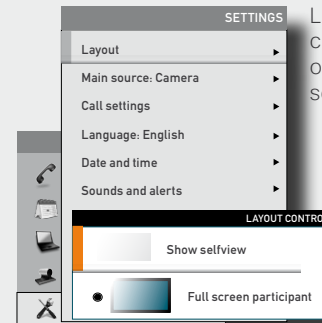 SETTINGS
Layout
Main source: Camera
Call settings
Language: English
Date and time
Sounds and alerts
LAYOUT CONTRO
Show selfview
Full screen participant